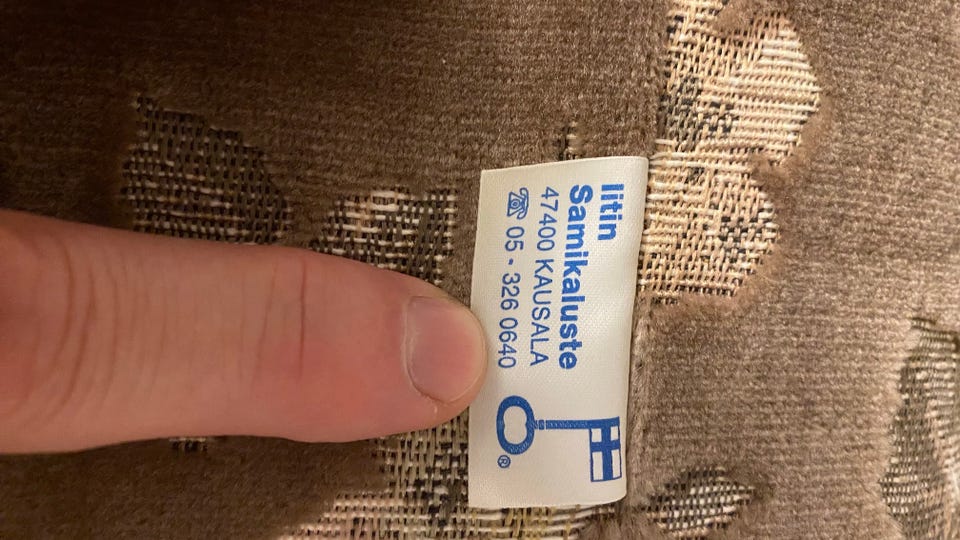 Iitin
Samikaluste
47400 KAUSALA
☏ 05 - 326 0640
®